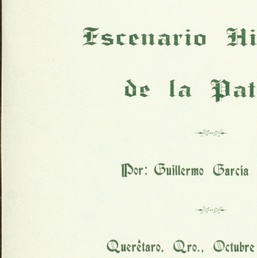 Escenario Hi
de la Pat
Por: Guillermo García
Querétaro, Qro., Octubre